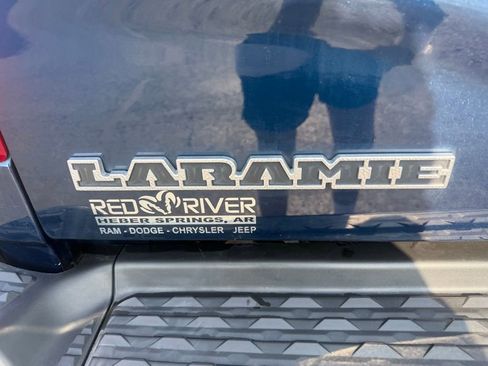 LARAMIE
RED RIVER
HEBER SPRINGS, AR
RAM - DODGE - CHRYSLER JEEP